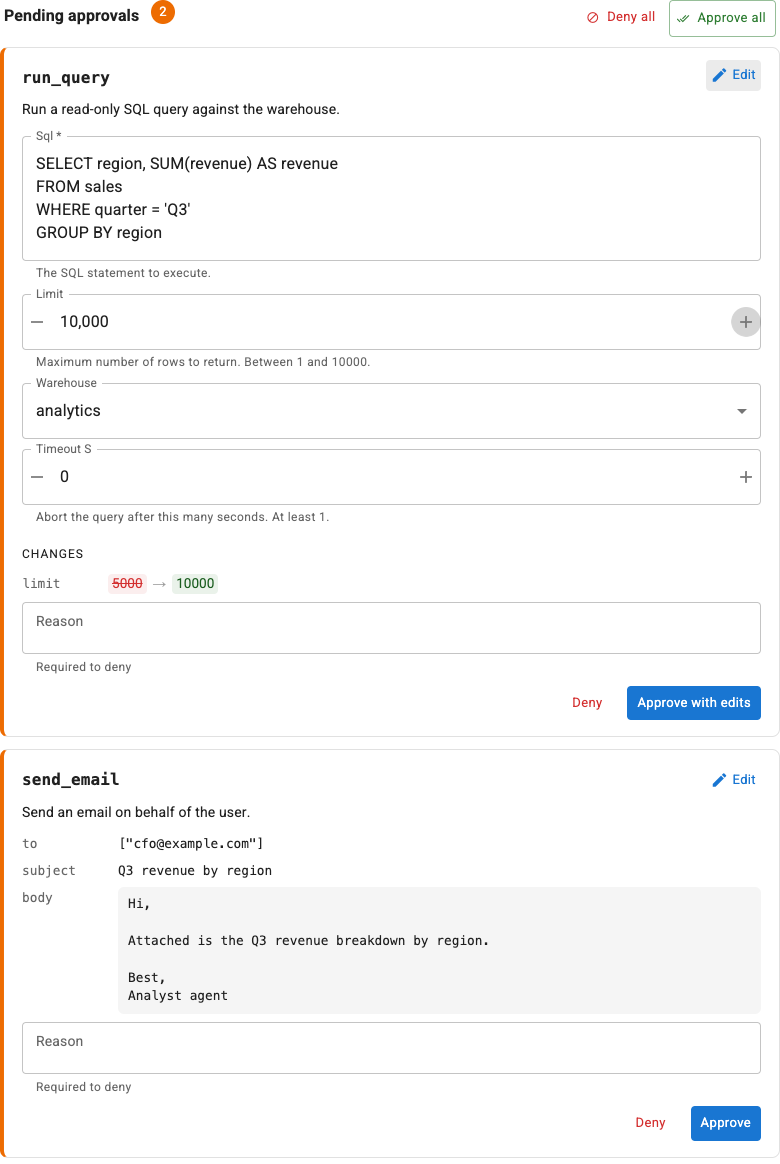 Pending approvals 2 Deny all Approve all
run_query Edit
Run a read-only SQL query against the warehouse.
Sql *
SELECT region, SUM(revenue) AS revenue
FROM sales
WHERE quarter = 'Q3'
GROUP BY region
The SQL statement to execute.
Limit
10,000
Maximum number of rows to return. Between 1 and 10000.
Warehouse
analytics
Timeout S
0
Abort the query after this many seconds. At least 1.
CHANGES
limit 5000 → 10000
Reason
Required to deny
Deny Approve with edits
send_email Edit
Send an email on behalf of the user.
to ["cfo@example.com"]
subject Q3 revenue by region
body Hi,
Attached is the Q3 revenue breakdown by region.
Best,
Analyst agent
Reason
Required to deny
Deny Approve